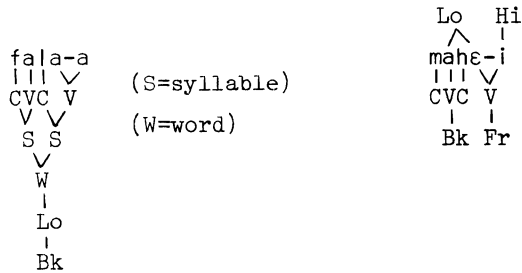 Lo Hi
fala-a mahɛ-i
CVC V (S=syllable) CVC V
S S (W=word) Bk Fr
W
Lo
Bk